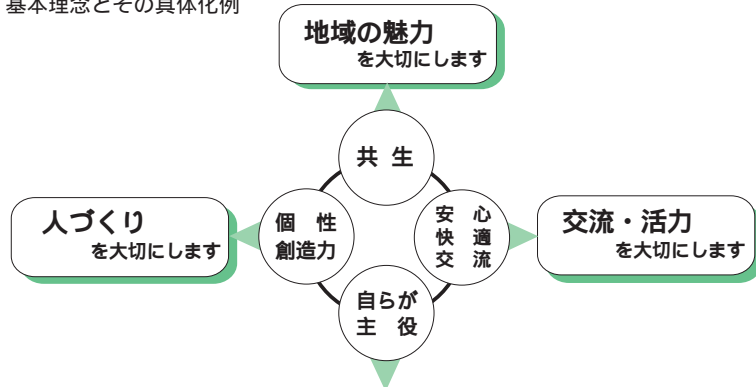 基本理念とその具体化例
地域の魅力
を大切にします
共 生
人づくり
を大切にします
個 性
創造力
安 心
快 適
交 流
交流・活力
を大切にします
自らが
主 役